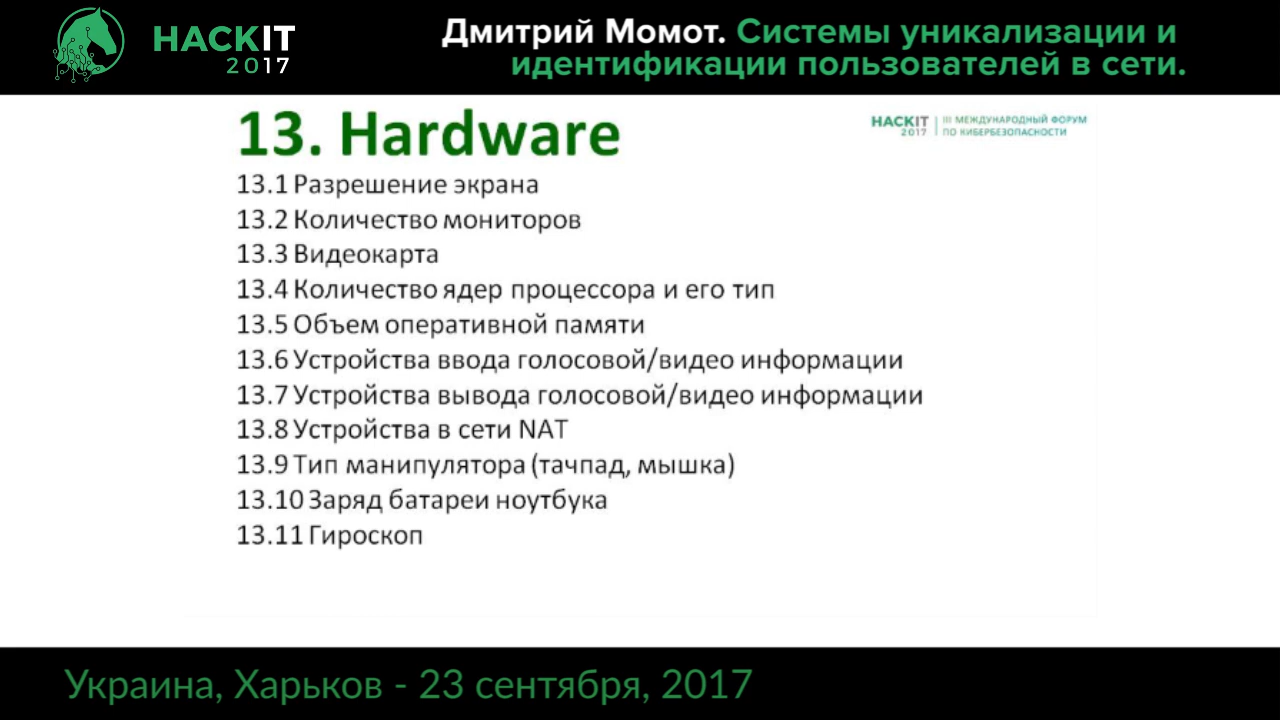 HACKIT
2017
Дмитрий Момот. Системы уникализации и
идентификации пользователей в сети.
13. Hardware
HACKIT
2017
III МЕЖДУНАРОДНЫЙ ФОРУМ
ПО КИБЕРБЕЗОПАСНОСТИ
13.1 Разрешение экрана
13.2 Количество мониторов
13.3 Видеокарта
13.4 Количество ядер процессора и его тип
13.5 Объем оперативной памяти
13.6 Устройства ввода голосовой/видео информации
13.7 Устройства вывода голосовой/видео информации
13.8 Устройства в сети NAT
13.9 Тип манипулятора (тачпад, мышка)
13.10 Заряд батареи ноутбука
13.11 Гироскоп
Украина, Харьков - 23 сентября, 2017